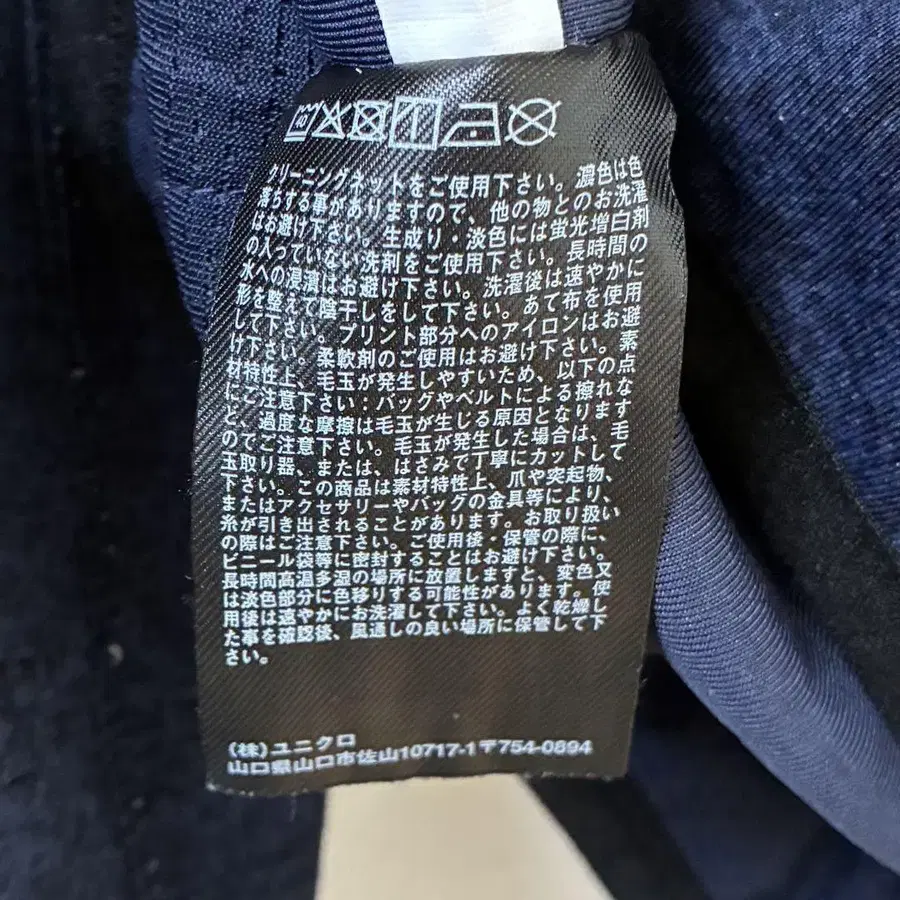 40
クリーニングネットをご使用下さい。濃色は色
落ちする事がありますので、他の物とのお洗濯
はお避け下さい。生成り・淡色には蛍光増白剤
の入っていない洗剤をご使用下さい。長時間の
水への浸漬はお避け下さい。洗濯後は速やかに
形を整えて陰干しをして下さい。あて布を使用
して下さい。プリント部分へのアイロンはお避
け下さい。柔軟剤のご使用はお避け下さい。素
材特性上、毛玉が発生しやすいため、以下の点
にご注意下さい:バッグやベルトによる擦れな
ど、過度な摩擦は毛玉が生じる原因となります
のでご注意下さい。毛玉が発生した場合は、毛
玉取り器、または、はさみで丁寧にカットして
下さい。この商品は素材特性上、爪や突起物、
またはアクセサリーやバッグの金具等により、
糸が引き出されることがあります。お取り扱い
の際はご注意下さい。ご使用後・保管の際に、
ビニール袋等に密封することはお避け下さい。
長時間高温多湿の場所に放置しますと、変色又
は淡色部分に色移りする可能性があります。使
用後は速やかにお洗濯して下さい。よく乾燥し
た事を確認後、風通しの良い場所に保管して下
さい。
(株)ユニクロ
山口県山口市佐山10717-1〒754-0894